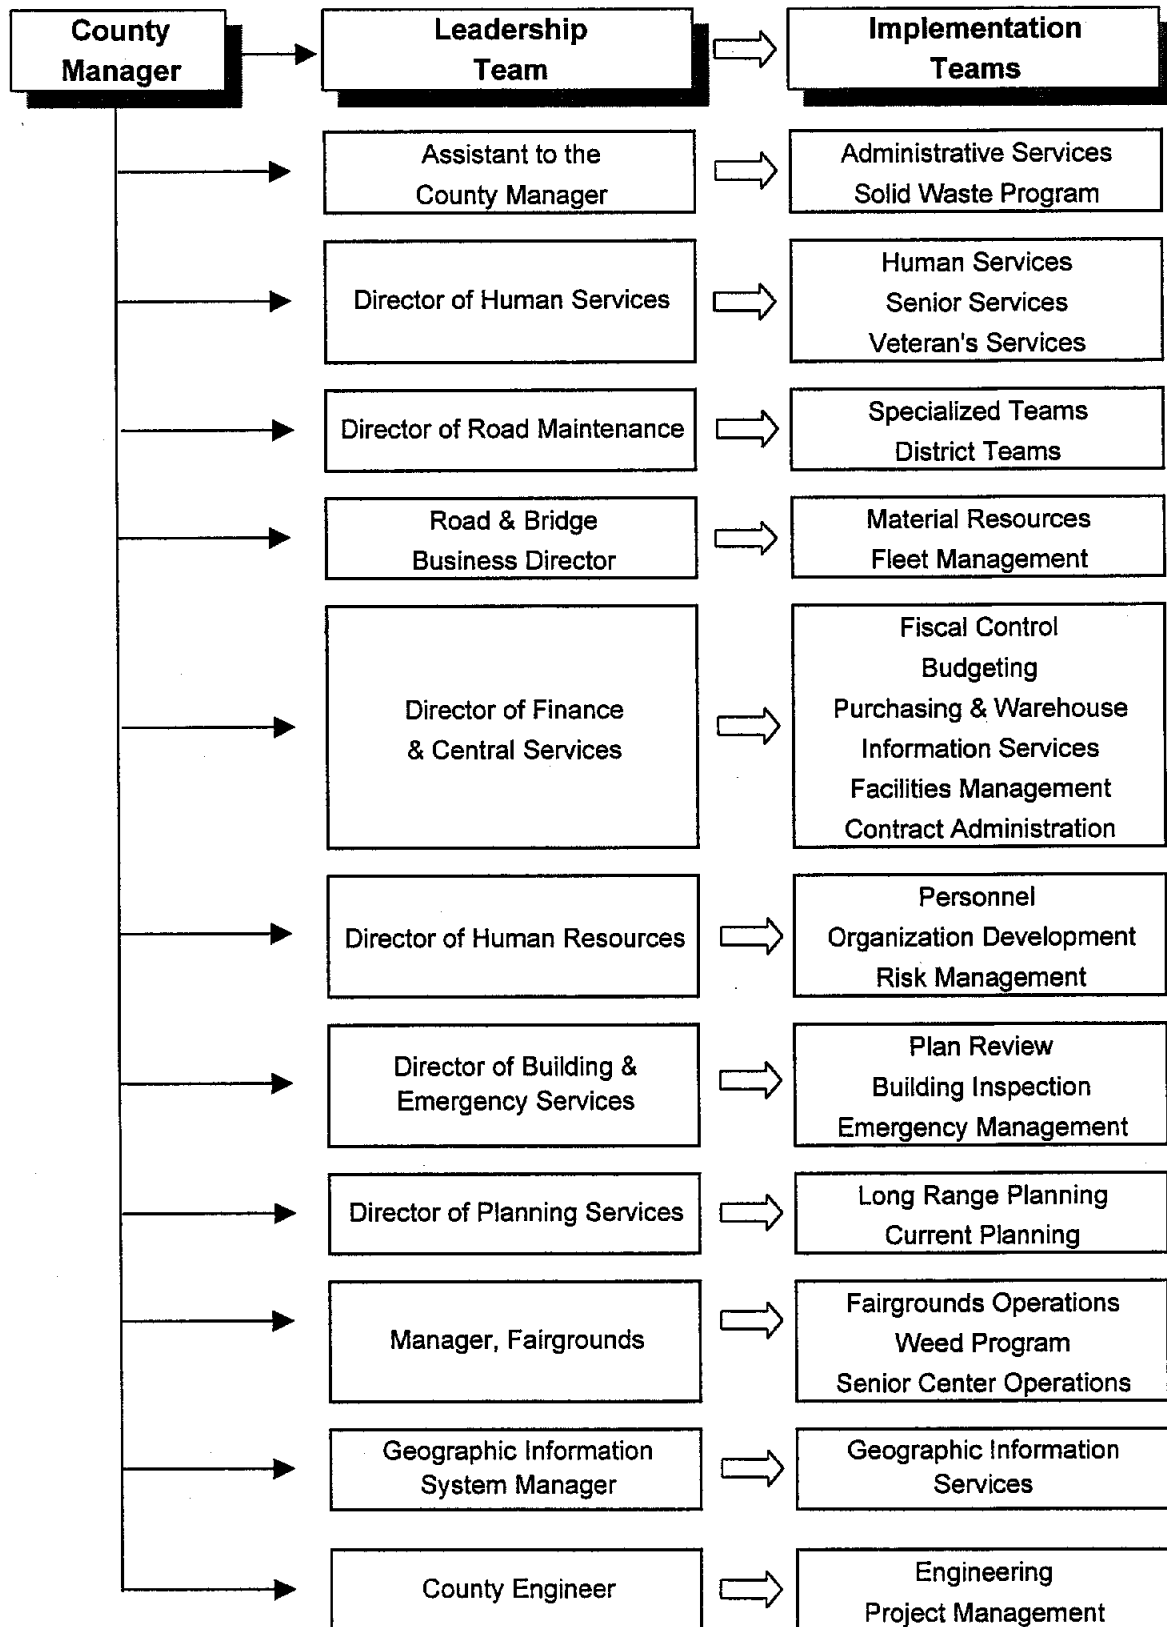 County
Manager
Leadership
Team
Implementation
Teams
Assistant to the
County Manager
Administrative Services
Solid Waste Program
Director of Human Services
Human Services
Senior Services
Veteran's Services
Director of Road Maintenance
Specialized Teams
District Teams
Road & Bridge
Business Director
Material Resources
Fleet Management
Director of Finance
& Central Services
Fiscal Control
Budgeting
Purchasing & Warehouse
Information Services
Facilities Management
Contract Administration
Director of Human Resources
Personnel
Organization Development
Risk Management
Director of Building &
Emergency Services
Plan Review
Building Inspection
Emergency Management
Director of Planning Services
Long Range Planning
Current Planning
Manager, Fairgrounds
Fairgrounds Operations
Weed Program
Senior Center Operations
Geographic Information
System Manager
Geographic Information
Services
County Engineer
Engineering
Project Management